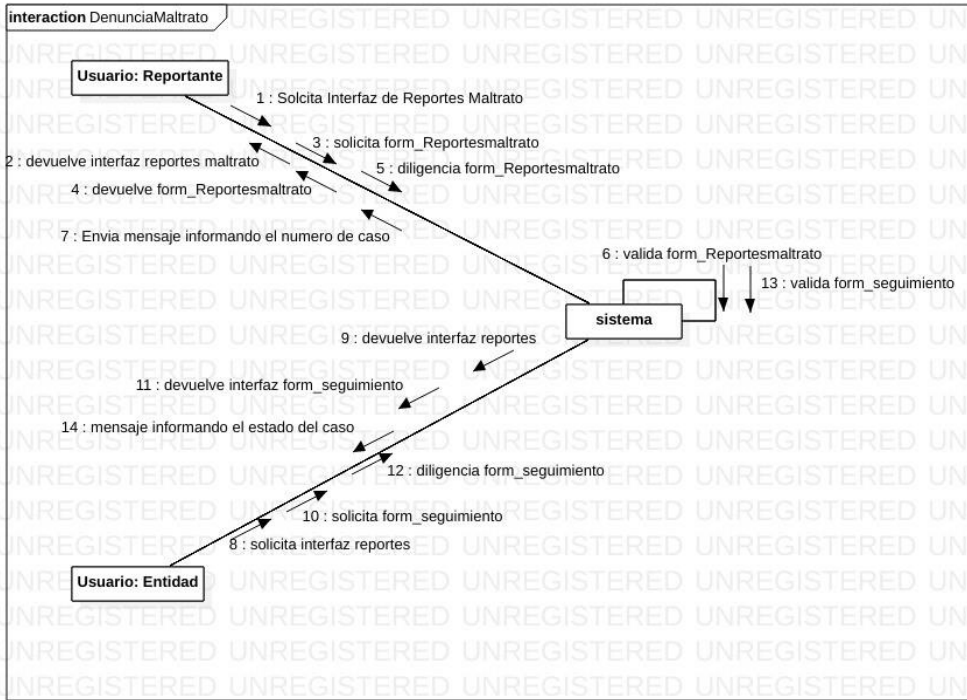 interaction DenunciaMaltrato
Usuario: Reportante
1 : Solcita Interfaz de Reportes Maltrato
3 : solicita form_Reportesmaltrato
2 : devuelve interfaz reportes maltrato
5 : diligencia form_Reportesmaltrato
4 : devuelve form_Reportesmaltrato
7 : Envia mensaje informando el numero de caso
6 : valida form_Reportesmaltrato
13 : valida form_seguimiento
sistema
9 : devuelve interfaz reportes
11 : devuelve interfaz form_seguimiento
14 : mensaje informando el estado del caso
12 : diligencia form_seguimiento
10 : solicita form_seguimiento
8 : solicita interfaz reportes
Usuario: Entidad
UNREGISTERED